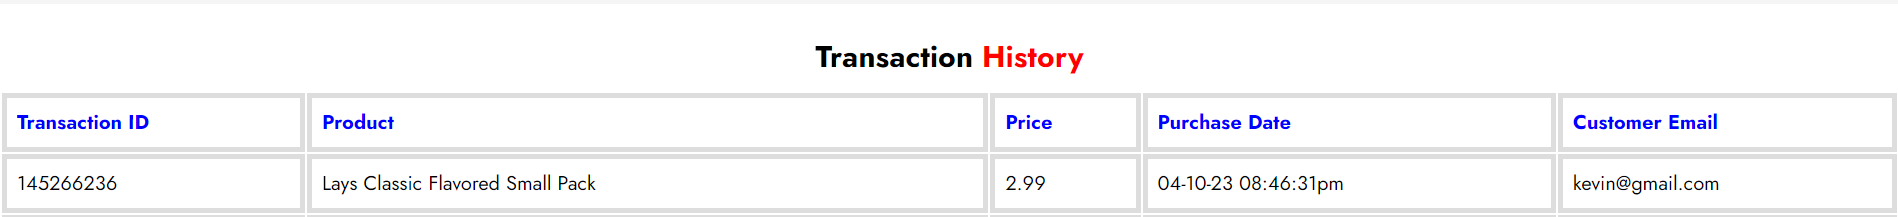 Transaction History
Transaction ID Product Price Purchase Date Customer Email
145266236 Lays Classic Flavored Small Pack 2.99 04-10-23 08:46:31pm kevin@gmail.com